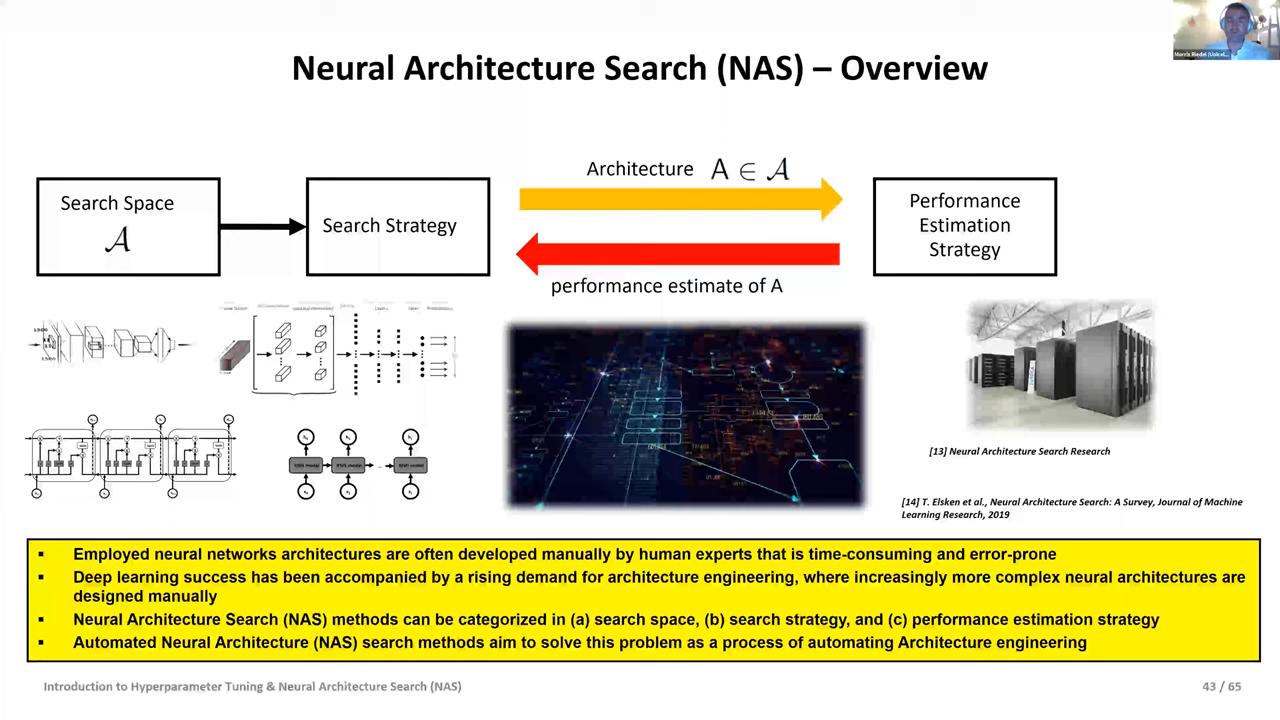 Morris Riedel
Neural Architecture Search (NAS) – Overview
Search Space
𝒜
Search Strategy
Architecture A ∈ 𝒜
performance estimate of A
Performance
Estimation
Strategy
[13] Neural Architecture Search Research
[14] T. Elsken et al., Neural Architecture Search: A Survey, Journal of Machine
Learning Research, 2019
▪ Employed neural networks architectures are often developed manually by human experts that is time-consuming and error-prone
▪ Deep learning success has been accompanied by a rising demand for architecture engineering, where increasingly more complex neural architectures are
designed manually
▪ Neural Architecture Search (NAS) methods can be categorized in (a) search space, (b) search strategy, and (c) performance estimation strategy
▪ Automated Neural Architecture (NAS) search methods aim to solve this problem as a process of automating Architecture engineering
Introduction to Hyperparameter Tuning & Neural Architecture Search (NAS)
43 / 65